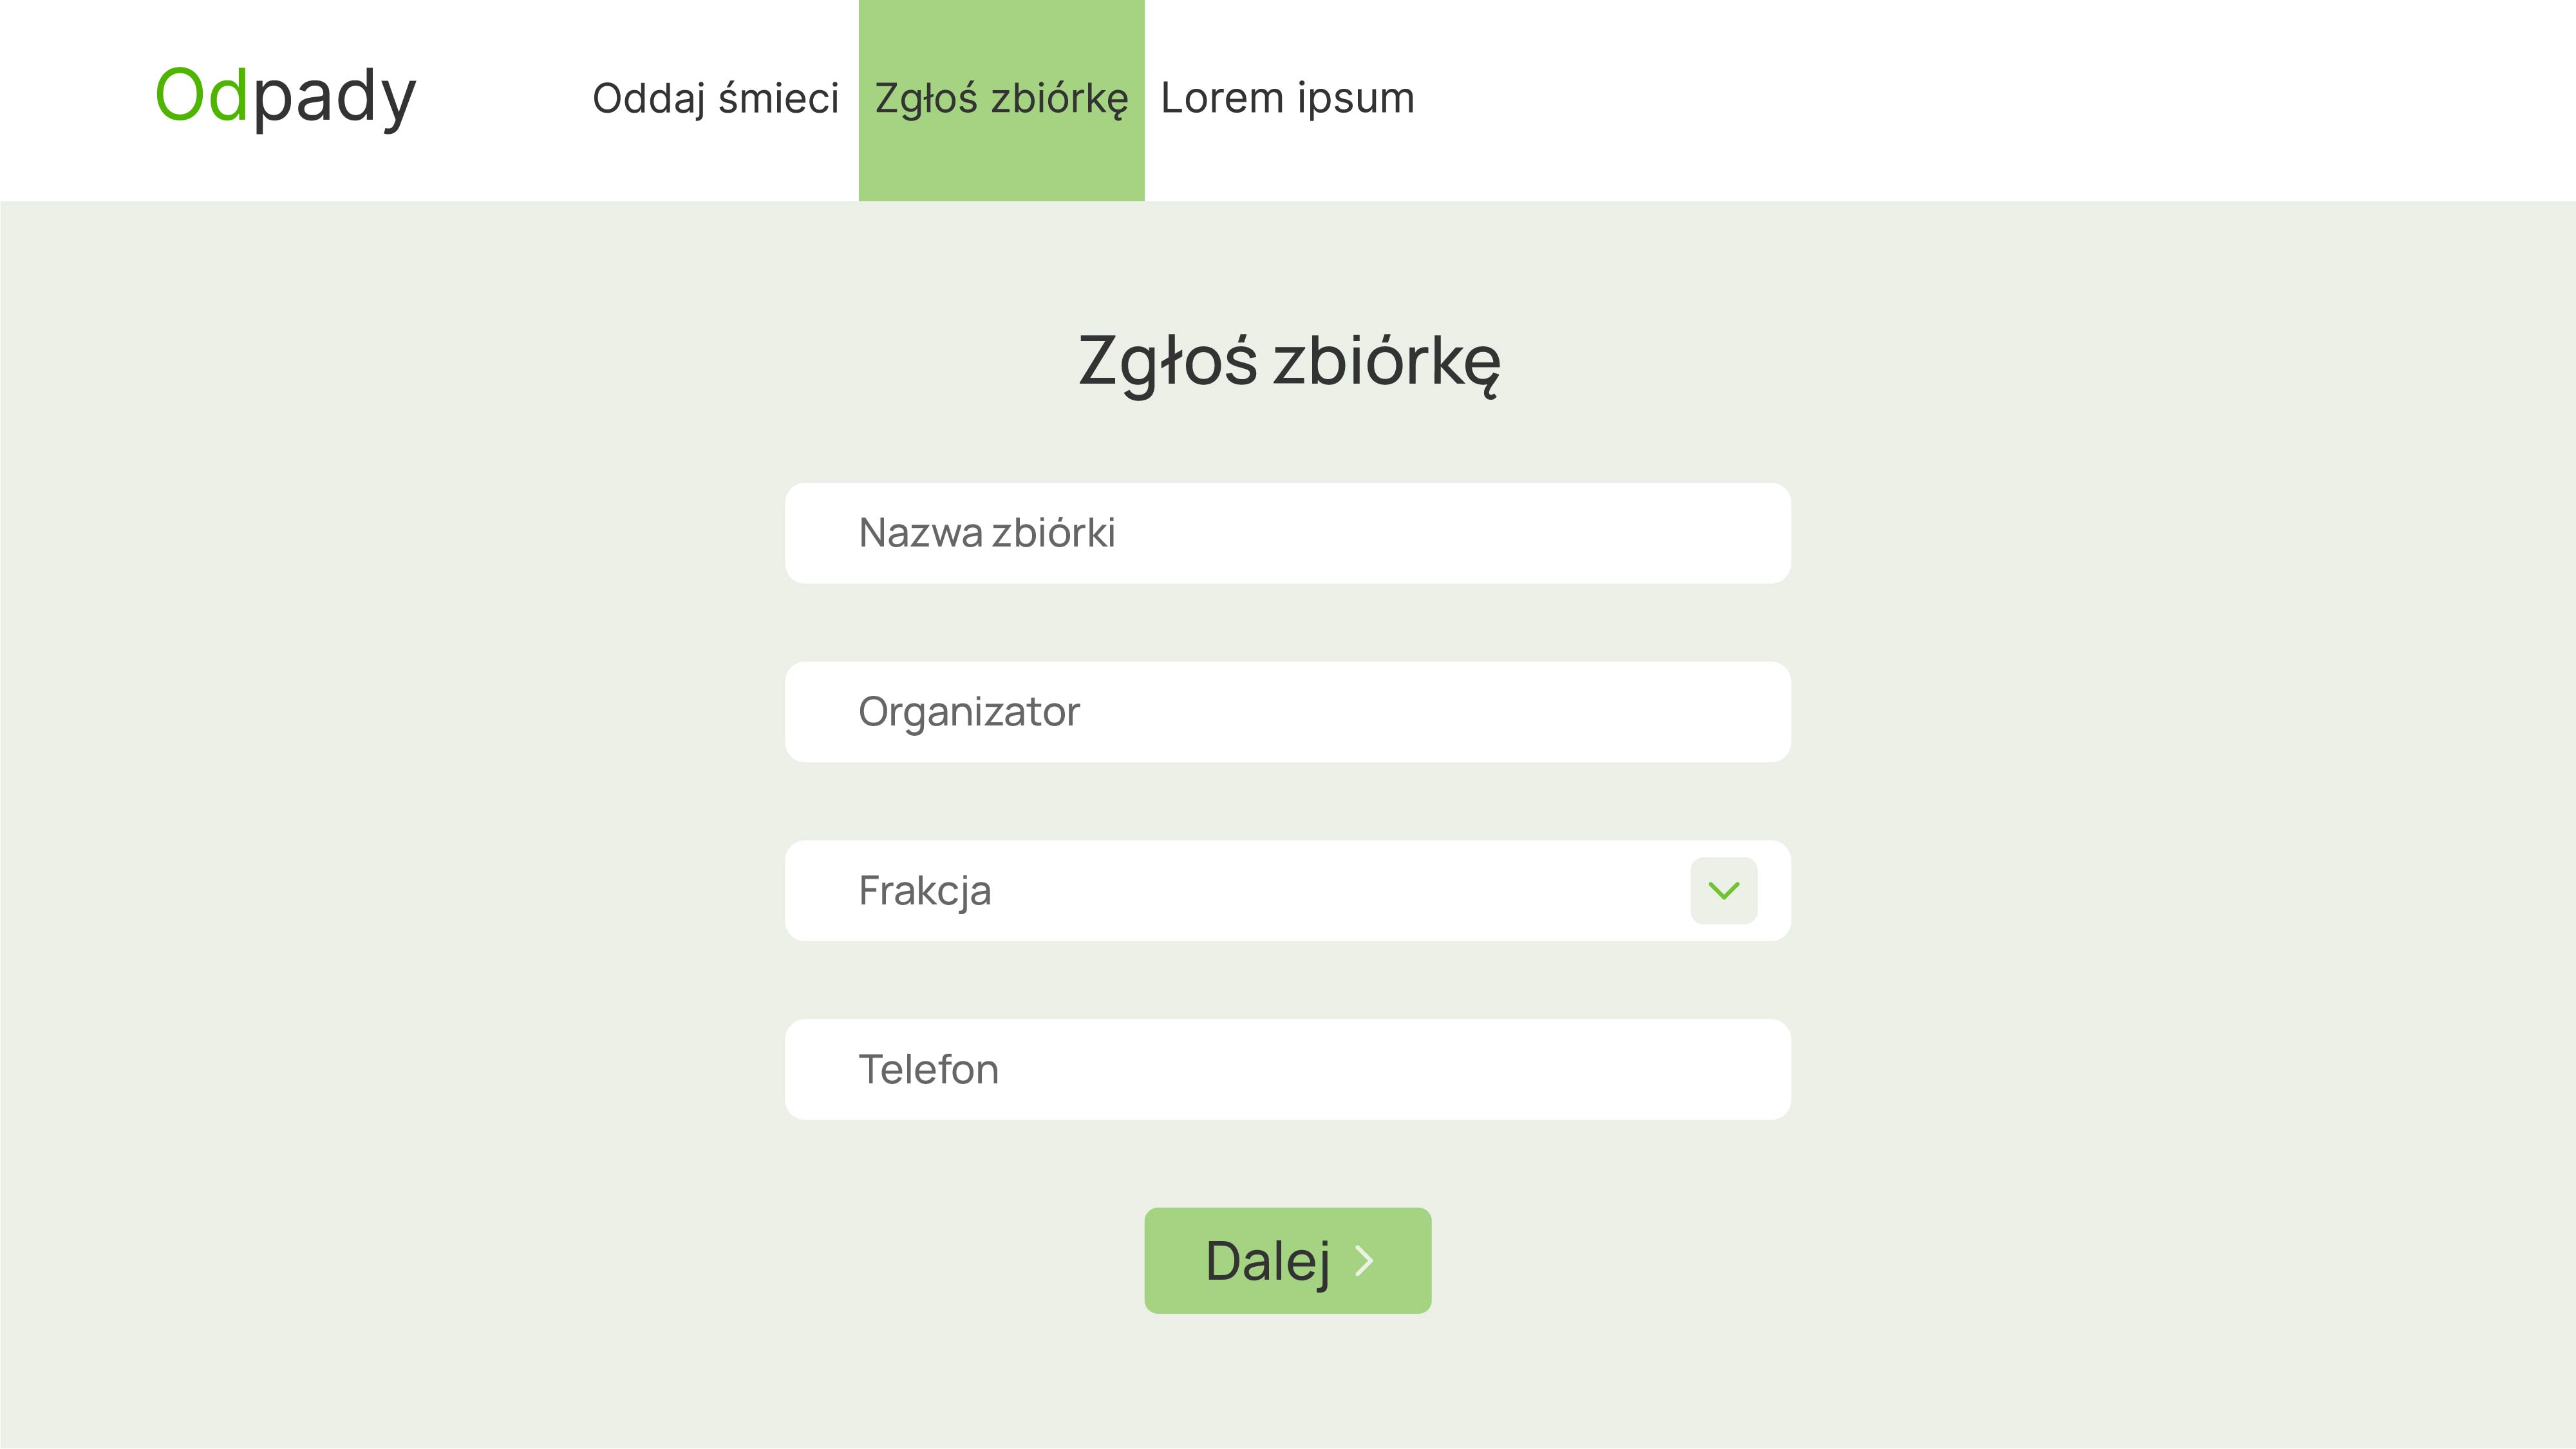 Odpady
Oddaj śmieci
Zgłoś zbiórkę
Lorem ipsum
Zgłoś zbiórkę
Nazwa zbiórki
Organizator
Frakcja
Telefon
Dalej